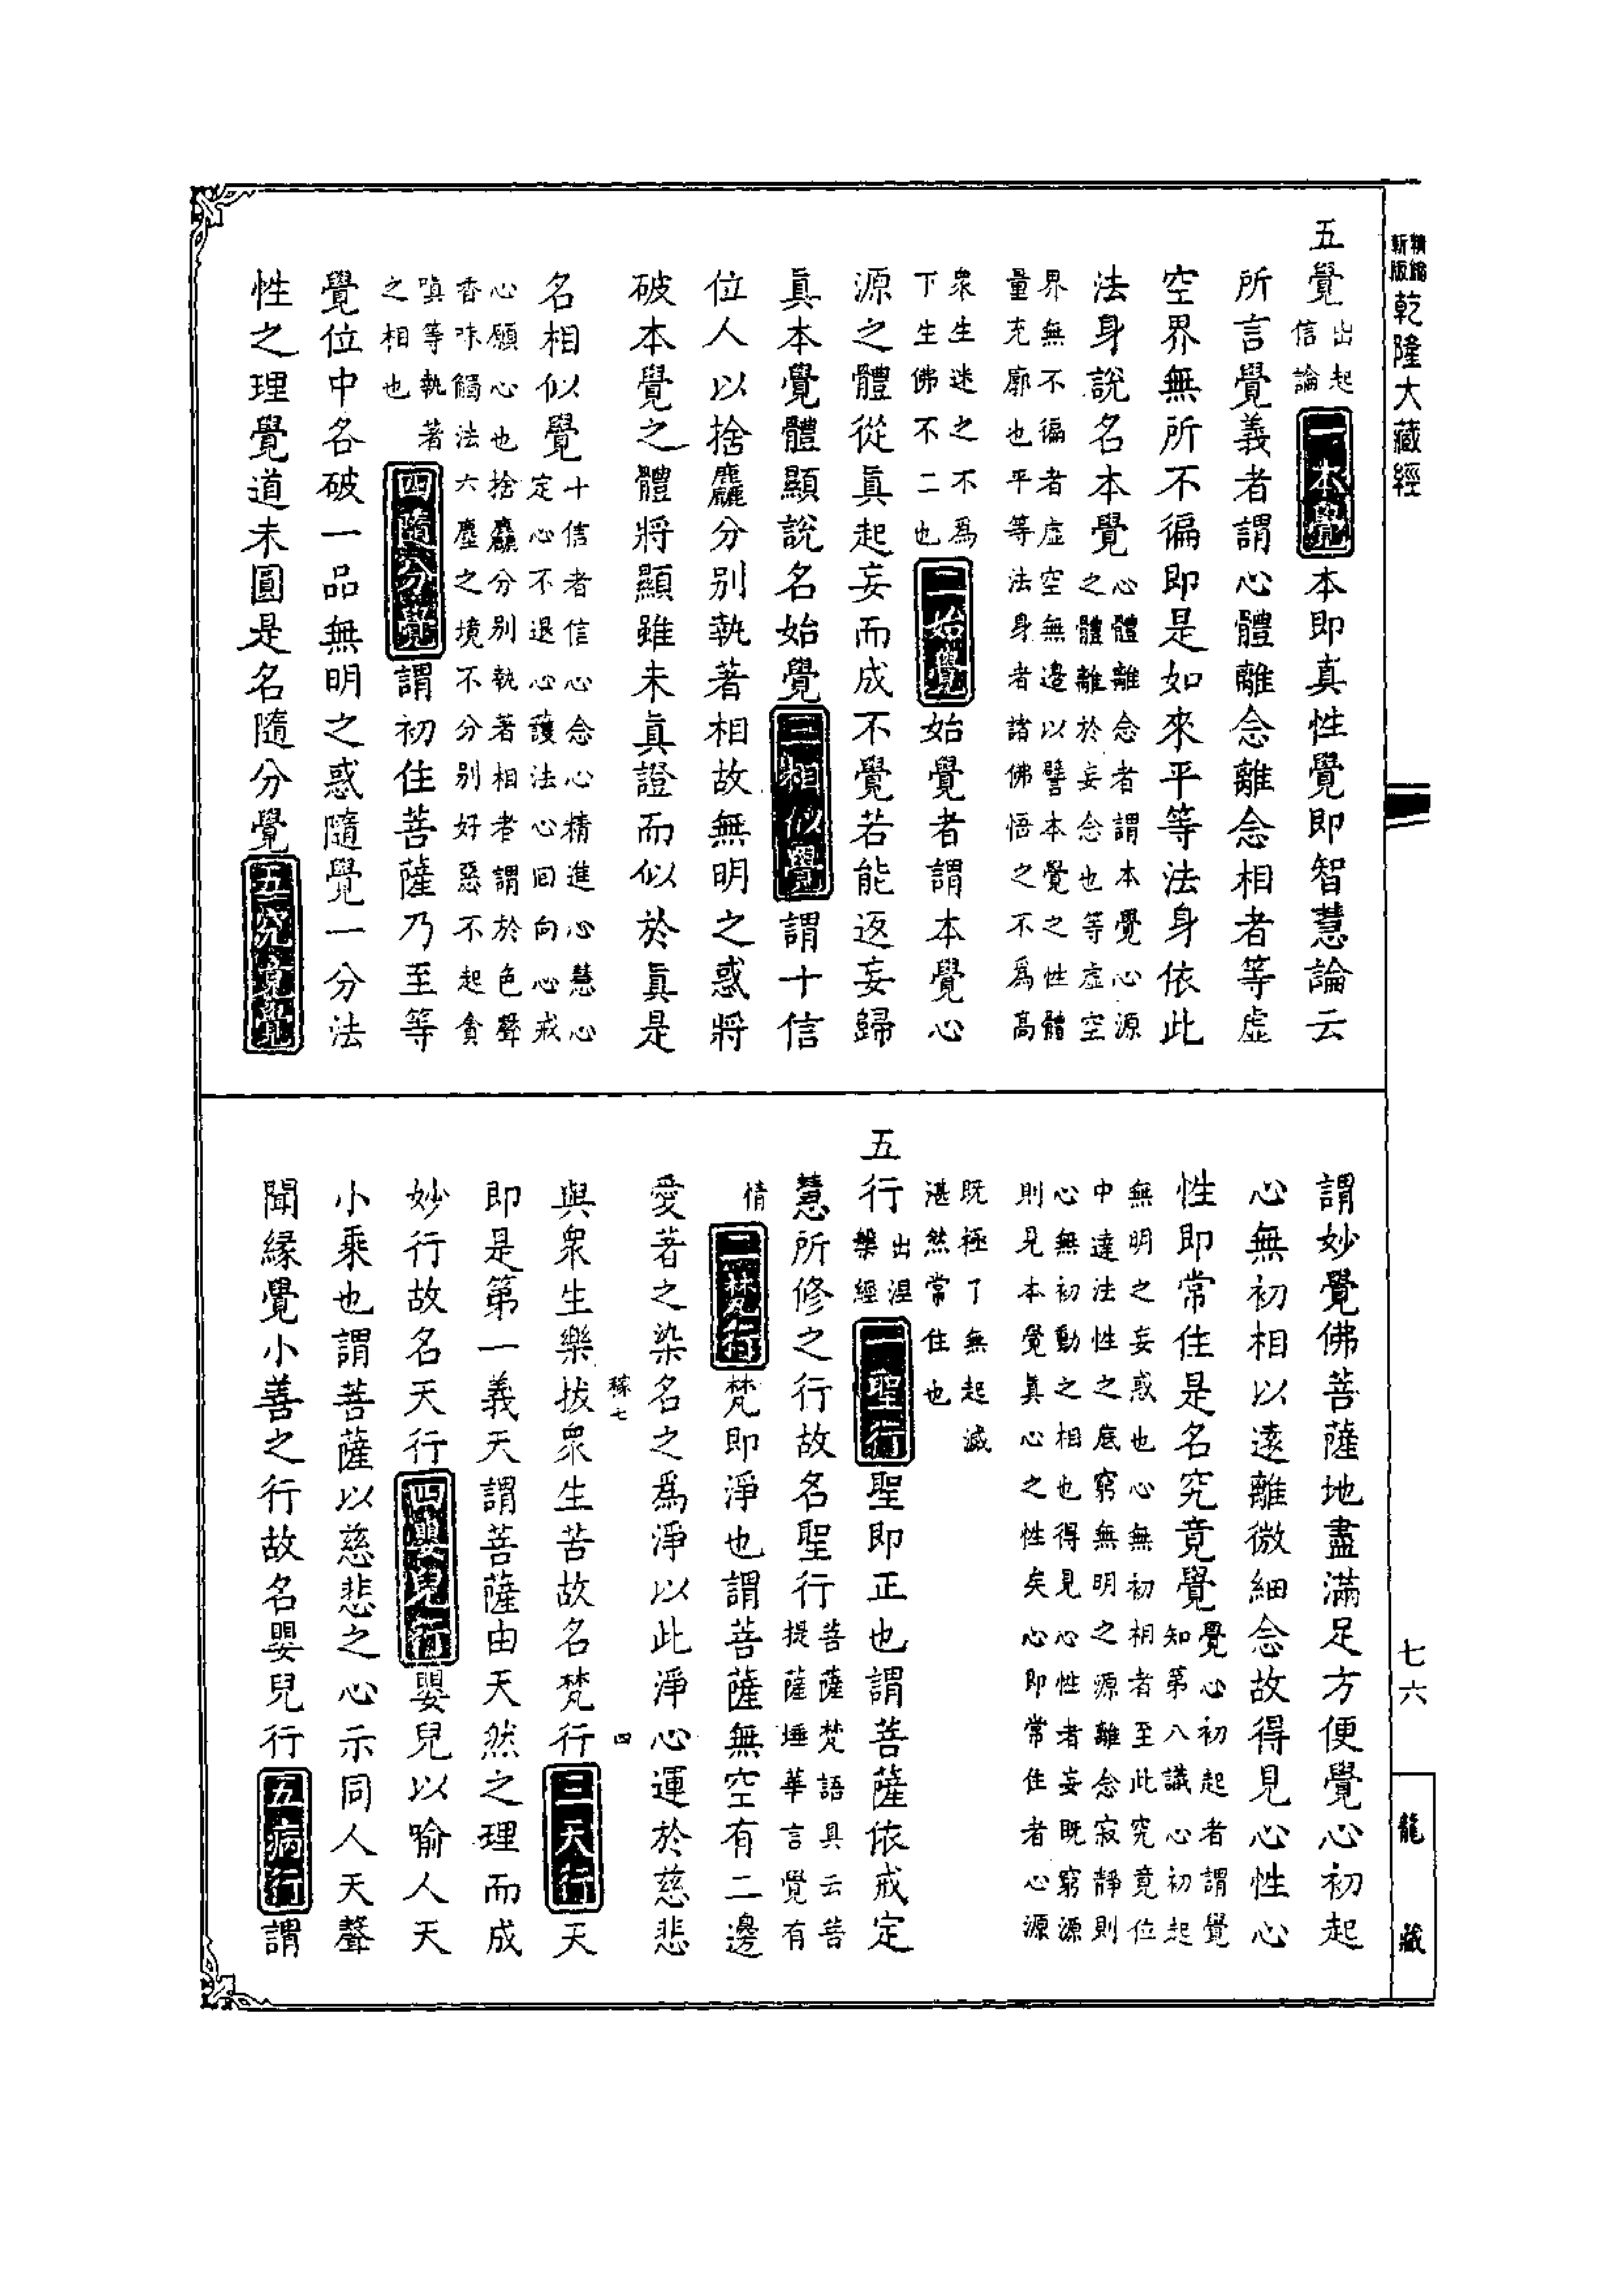 精縮新版 乾隆大藏經
五覺出起信論一本覺本即真性覺即智慧論云
所言覺義者謂心體離念離念相者等虛
空界無所不徧即是如來平等法身依此
法身說名本覺心體離念者謂本覺心源之體離於妄念也等虛空
界無不徧者虛空無邊以譬本覺之性體量充廓也平等法身者諸佛悟之不爲高
衆生迷之不爲下生佛不二也二始覺始覺者謂本覺心
源之體從眞起妄而成不覺若能返妄歸
眞本覺體顯說名始覺三相似覺謂十信
位人以捨麤分別執著相故無明之惑將
破本覺之體將顯雖未眞證而似於眞是
名相似覺十信者信心念心精進心慧心定心不退心護法心回向心戒
心願心也捨麤分別執著相者謂於色聲香味觸法六塵之境不分別好惡不起貪
嗔等執著之相也四隨分覺謂初住菩薩乃至等
覺位中各破一品無明之惑隨覺一分法
性之理覺道未圓是名隨分覺五究竟覺
謂妙覺佛菩薩地盡滿足方便覺心初起
心無初相以遠離微細念故得見心性心
性即常住是名究竟覺覺心初起者謂覺知第八識心初起
無明之妄惑也心無初相者至此究竟位中達法性之底窮無明之源離念寂靜則
心無初動之相也得見心性者妄既窮源則見本覺眞心之性矣心即常住者心源
既極了無起滅湛然常住也
五行出涅槃經一聖行聖即正也謂菩薩依戒定
慧所修之行故名聖行菩薩梵語具云菩提薩埵華言覺有
情二梵行梵即淨也謂菩薩無空有二邊
愛著之染名之爲淨以此淨心運於慈悲
稼七 四
與衆生樂拔衆生苦故名梵行三天行天
即是第一義天謂菩薩由天然之理而成
妙行故名天行四嬰兒行嬰兒以喻人天
小乘也謂菩薩以慈悲之心示同人天聲
聞緣覺小善之行故名嬰兒行五病行謂
七六
龍藏